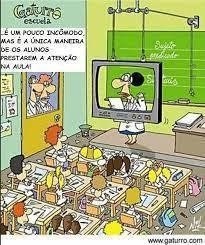 Gaturro
escuela
..É UM POUCO INCÔMODO,
MAS É A ÚNICA MANEIRA
DE OS ALUNOS
PRESTAREM A ATENÇÃO
NA AULA!
Sujeto
predicado
www.gaturro.com